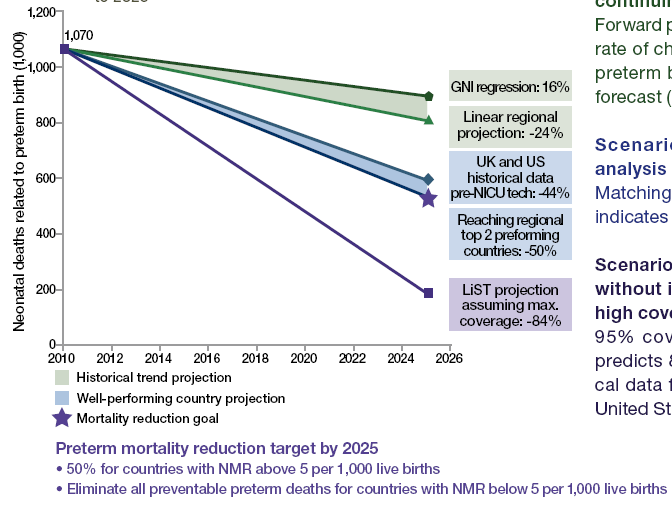 to 2025
continuin
Forward p
rate of ch
preterm b
forecast (
Scenario
analysis
Matching
indicates
Scenario
without i
high cove
95% cov
predicts &
cal data f
United St
Neonatal deaths related to preterm birth (1,000)
1,200
1,000
800
600
400
200
0
1,070
2010 2012 2014 2016 2018 2020 2022 2024 2026
GNI regression: 16%
Linear regional
projection: -24%
UK and US
historical data
pre-NICU tech: -44%
Reaching regional
top 2 preforming
countries: -50%
LiST projection
assuming max.
coverage: -84%
Historical trend projection
Well-performing country projection
Mortality reduction goal
Preterm mortality reduction target by 2025
• 50% for countries with NMR above 5 per 1,000 live births
• Eliminate all preventable preterm deaths for countries with NMR below 5 per 1,000 live births